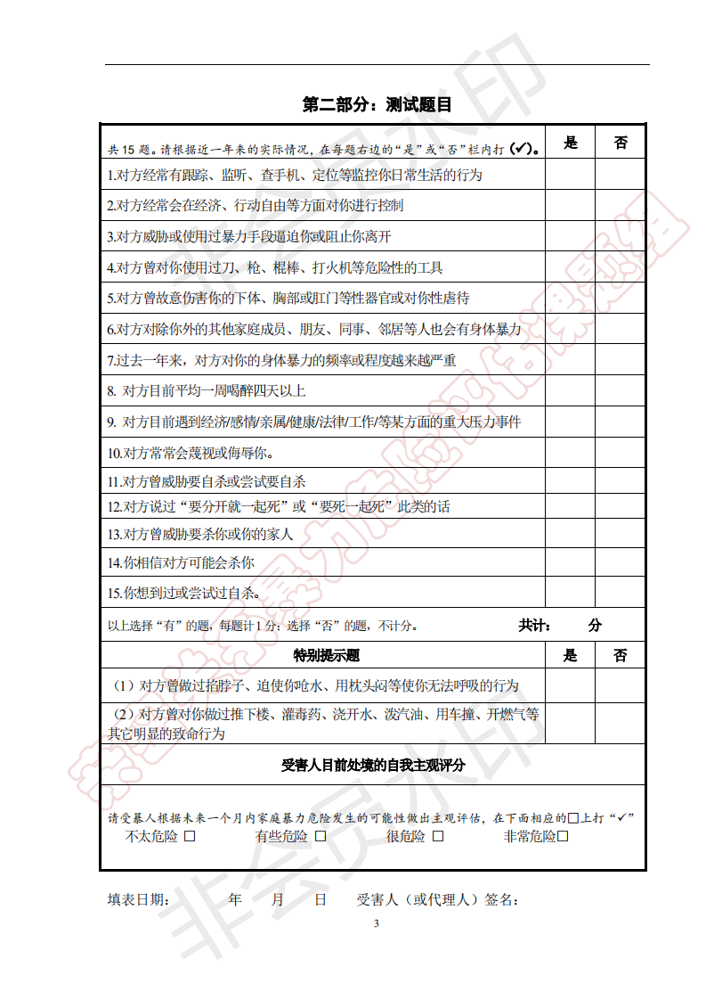 第二部分：测试题目
共15题。请根据近一年来的实际情况，在每题右边的“是”或“否”栏内打（✓）。 是 否
1.对方经常有跟踪、监听、查手机、定位等监控你日常生活的行为
2.对方经常会在经济、行动自由等方面对你进行控制
3.对方威胁或使用过暴力手段逼迫你或阻止你离开
4.对方曾对你使用过刀、枪、棍棒、打火机等危险性的工具
5.对方曾故意伤害你的下体、胸部或肛门等性器官或对你性虐待
6.对方对除你外的其他家庭成员、朋友、同事、邻居等人也会有身体暴力
7.过去一年来，对方对你的身体暴力的频率或程度越来越严重
8. 对方目前平均一周喝醉四天以上
9. 对方目前遇到经济/感情/亲属/健康/法律/工作/等某方面的重大压力事件
10.对方常常会蔑视或侮辱你。
11.对方曾威胁要自杀或尝试要自杀
12.对方说过“要分开就一起死”或“要死一起死”此类的话
13.对方曾威胁要杀你或你的家人
14.你相信对方可能会杀你
15.你想到过或尝试过自杀。
以上选择“有”的题，每题计1分；选择“否”的题，不计分。 共计： 分
特别提示题 是 否
（1）对方曾做过掐脖子、迫使你呛水、用枕头闷等使你无法呼吸的行为
（2）对方曾对你做过推下楼、灌毒药、浇开水、泼汽油、用车撞、开燃气等
其它明显的致命行为
受害人目前处境的自我主观评分
请受暴人根据未来一个月内家庭暴力危险发生的可能性做出主观评估，在下面相应的□上打“✓”
不太危险 □ 有些危险 □ 很危险 □ 非常危险□
填表日期： 年 月 日 受害人（或代理人）签名：
3
非会员水印
非会员水印
亲密关系暴力危险评估课题组